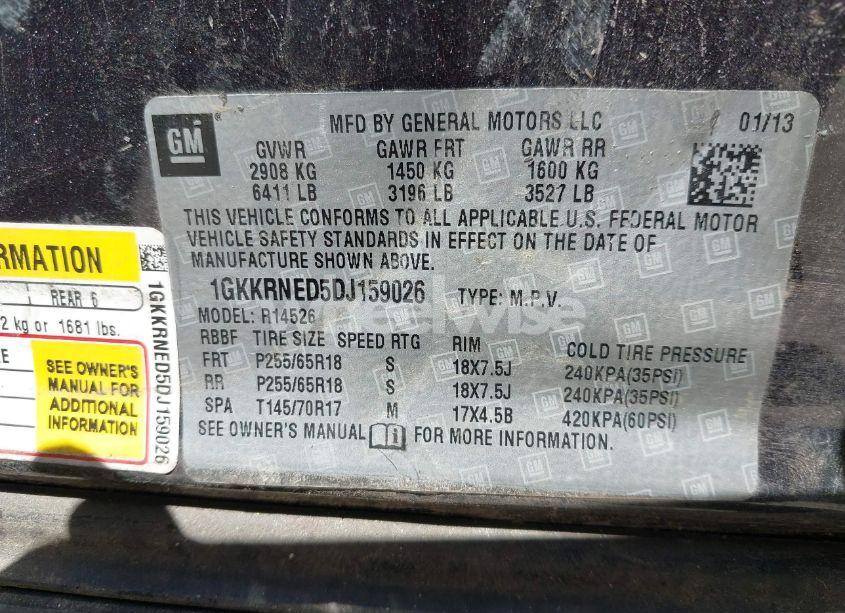 GM
MFD BY GENERAL MOTORS LLC
01/13
GVWR GAWR FRT GAWR RR
2908 KG 1450 KG 1600 KG
6411 LB 3196 LB 3527 LB
THIS VEHICLE CONFORMS TO ALL APPLICABLE U.S. FEDERAL MOTOR
VEHICLE SAFETY STANDARDS IN EFFECT ON THE DATE OF
MANUFACTURE SHOWN ABOVE.
1GKKRNED5DJ159026 TYPE: M.P.V.
MODEL: R14526
RBBF TIRE SIZE SPEED RTG RIM COLD TIRE PRESSURE
FRT P255/65R18 S 18X7.5J 240KPA(35PSI)
RR P255/65R18 S 18X7.5J 240KPA(35PSI)
SPA T145/70R17 M 17X4.5B 420KPA(60PSI)
SEE OWNER'S MANUAL FOR MORE INFORMATION.
RMATION
REAR 6
2 kg or 1681 lbs.
SEE OWNER'S
MANUAL FOR
ADDITIONAL
INFORMATION
1GKKRNED5DJ159026